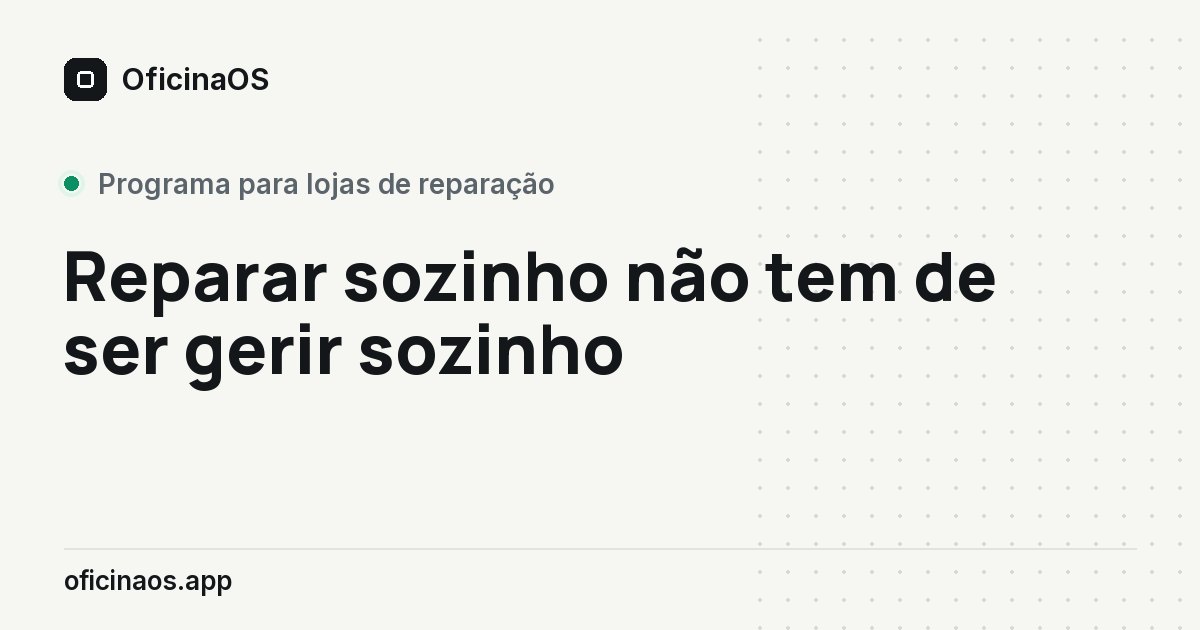 OficinaOS
Programa para lojas de reparação
Reparar sozinho não tem de
ser gerir sozinho
oficinaos.app